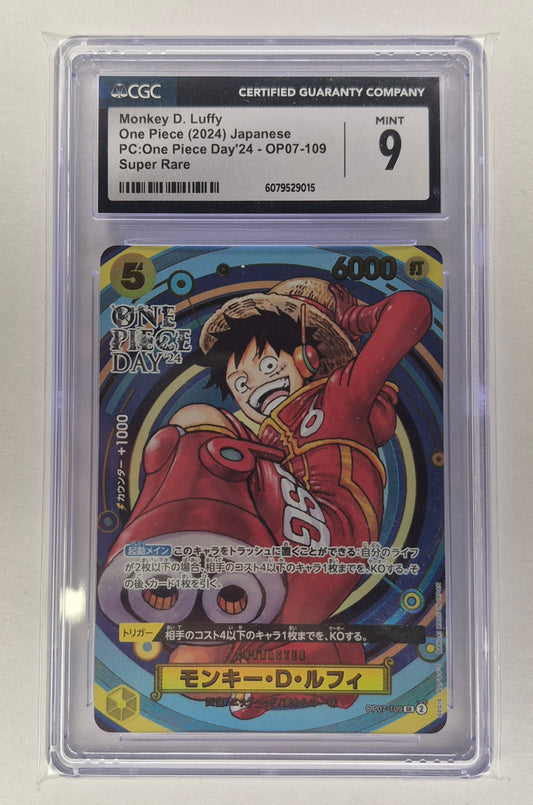 CGC CERTIFIED GUARANTY COMPANY
Monkey D. Luffy
One Piece (2024) Japanese
PC:One Piece Day'24 - OP07-109
Super Rare
MINT
9
6079529015
5
6000
打
ONE
PIECE
DAY '24
カウンター +1000
起動メイン このキャラをトラッシュに置くことができる:自分のライフ
が2枚以下の場合、相手のコスト4以下のキャラ1枚までを、KOする。そ
の後、カード1枚を引く。
トリガー 相手のコスト4以下のキャラ1枚までを、KOする。
CHARACTER
モンキー・D・ルフィ
OP07-109 SR 2